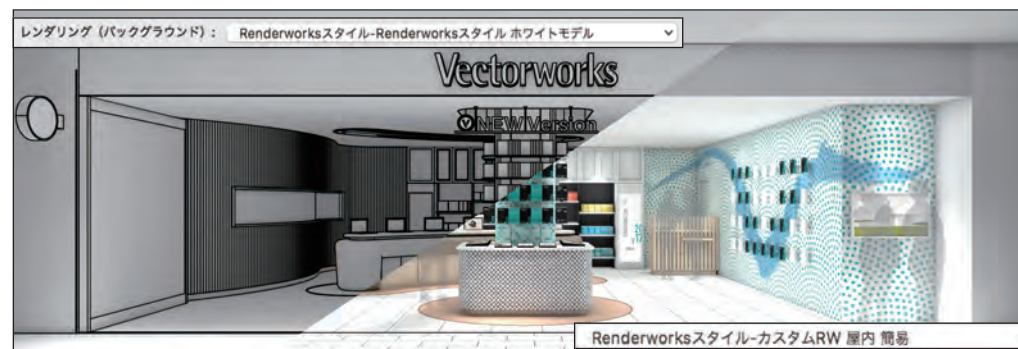 レンダリング（バックグラウンド）： Renderworksスタイル-Renderworksスタイル ホワイトモデル
Vectorworks
NEW Version
Renderworksスタイル-カスタムRW 屋内 簡易